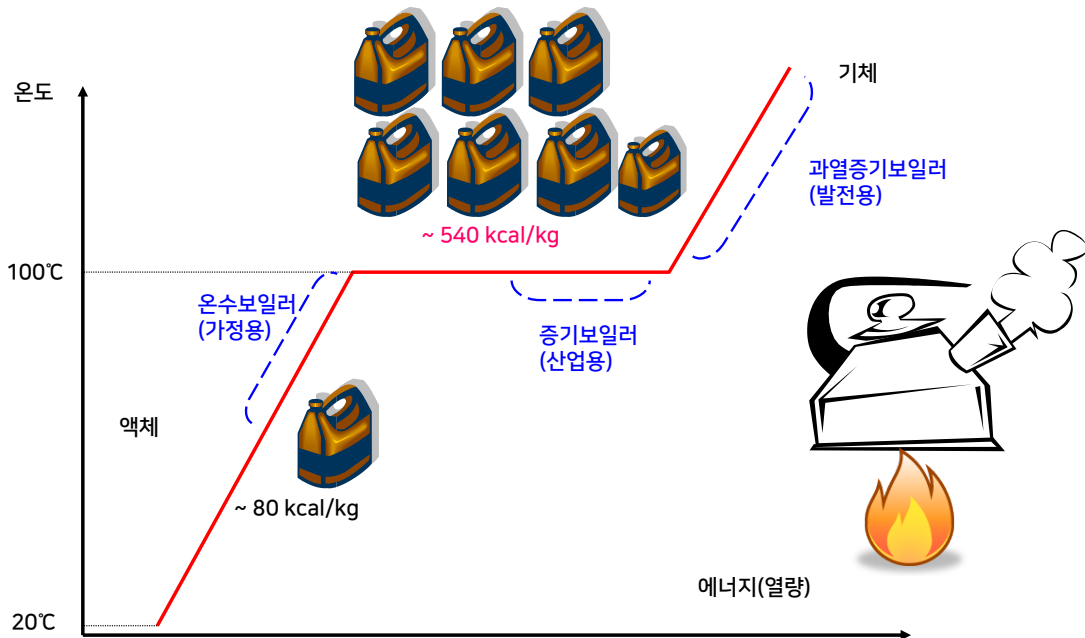 온도
기체
과열증기보일러
(발전용)
~ 540 kcal/kg
100℃
온수보일러
(가정용)
증기보일러
(산업용)
액체
~ 80 kcal/kg
에너지(열량)
20℃